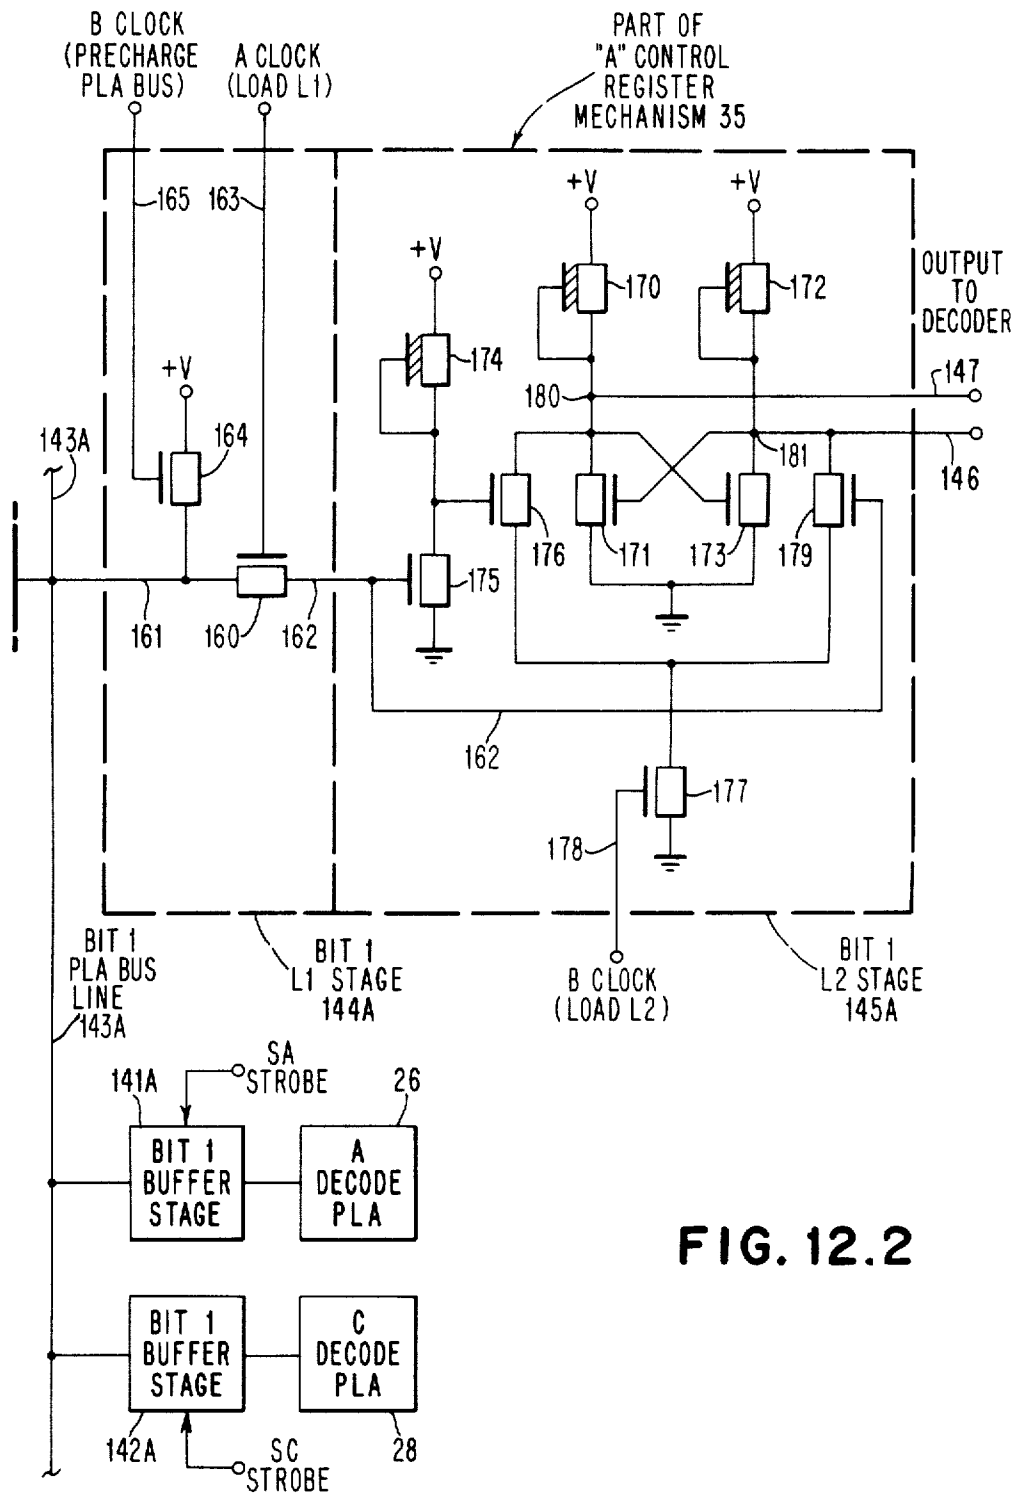 B CLOCK
(PRECHARGE
PLA BUS)
A CLOCK
(LOAD L1)
PART OF
"A" CONTROL
REGISTER
MECHANISM 35
165
163
+V
+V
+V
+V
170
172
OUTPUT
TO
DECODER
174
164
143A
180
147
181
146
176
171
173
179
175
161
160
162
162
177
178
BIT 1
PLA BUS
LINE
143A
BIT 1
L1 STAGE
144A
B CLOCK
(LOAD L2)
BIT 1
L2 STAGE
145A
SA
STROBE
141A
26
BIT 1
BUFFER
STAGE
A
DECODE
PLA
BIT 1
BUFFER
STAGE
C
DECODE
PLA
142A
28
SC
STROBE
FIG. 12.2